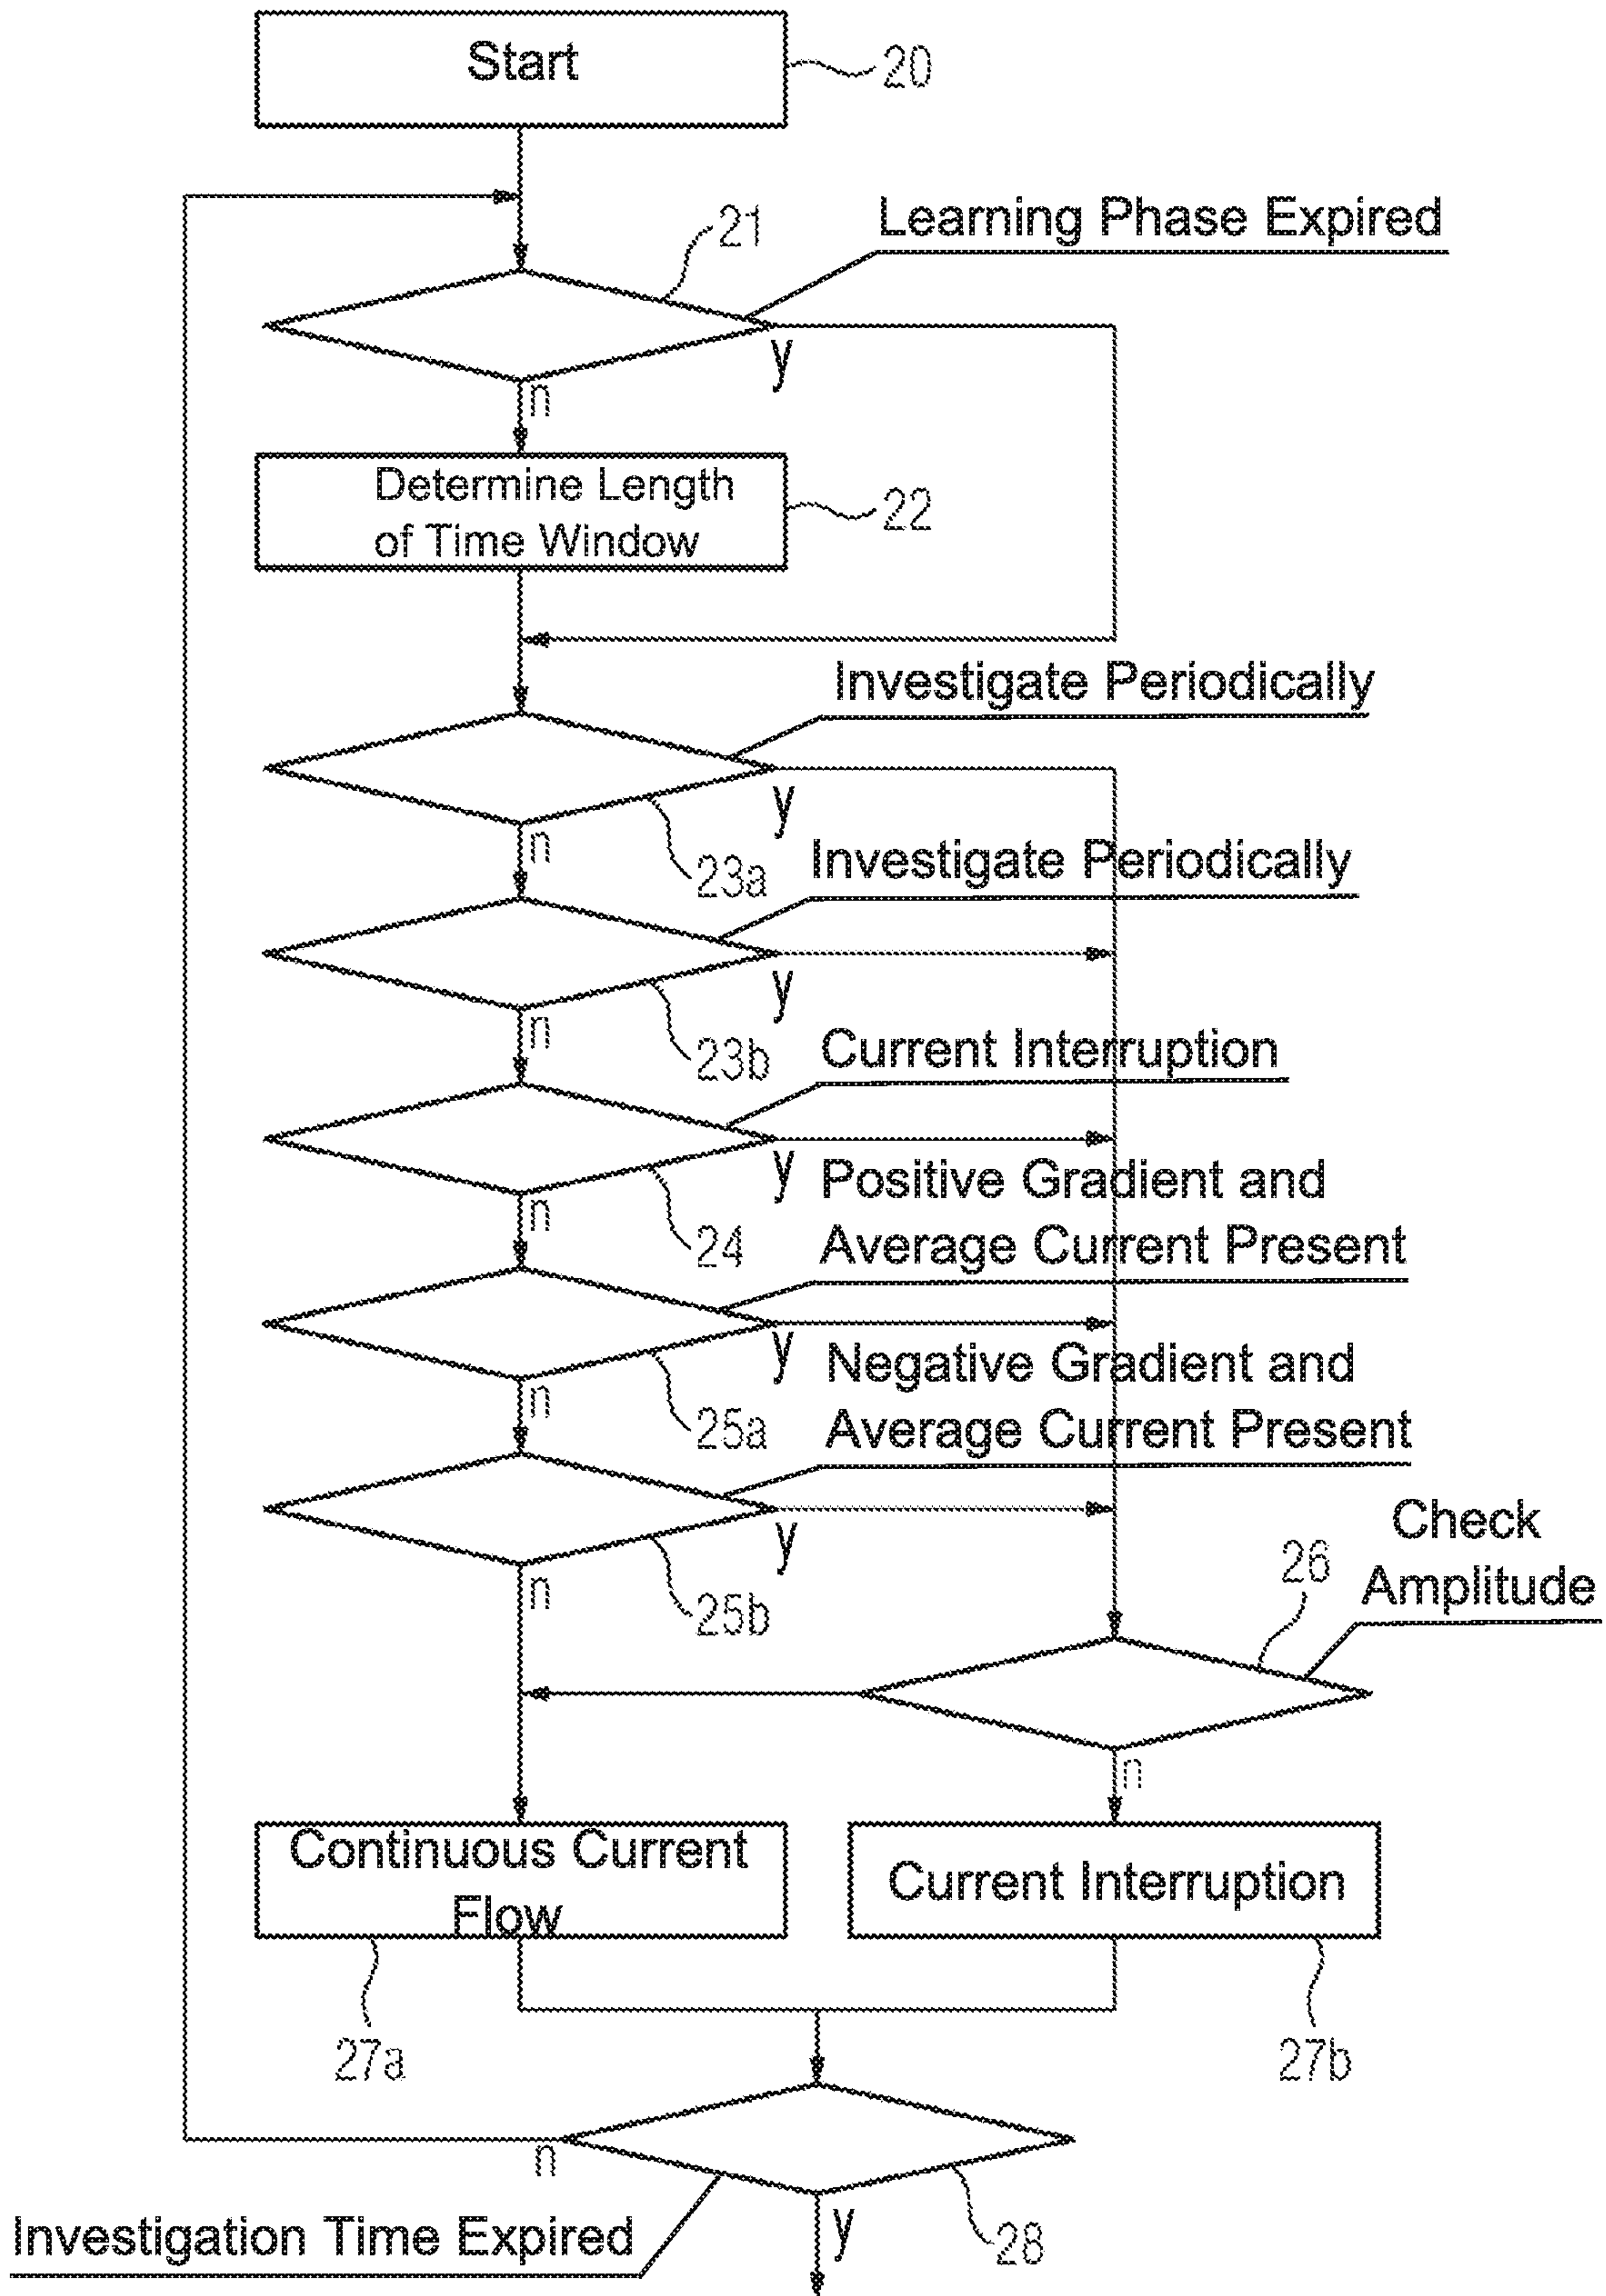 Start
20
21
Learning Phase Expired
y
n
Determine Length
of Time Window
22
Investigate Periodically
y
n
23a
Investigate Periodically
y
n
23b
Current Interruption
y
n
24
Positive Gradient and
Average Current Present
y
n
25a
Negative Gradient and
Average Current Present
y
n
25b
26
Check
Amplitude
n
Continuous Current
Flow
Current Interruption
27a
27b
n
Investigation Time Expired
y
28